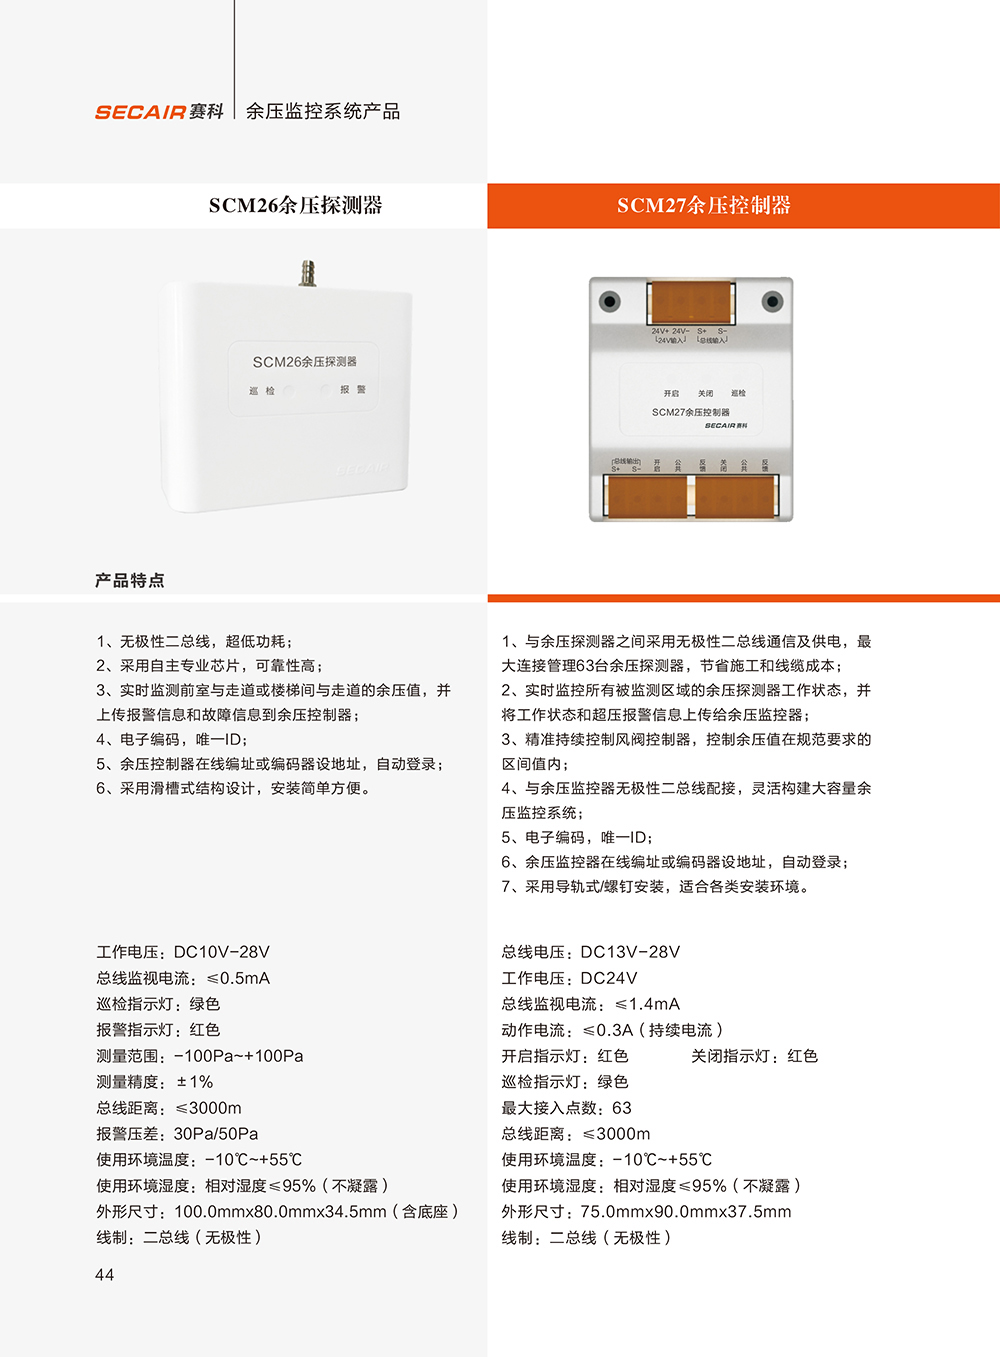 SECAIR 赛科 余压监控系统产品
SCM26余压探测器
SCM26余压探测器
巡 检 报 警
SECAIR
产品特点
1、无极性二总线，超低功耗；
2、采用自主专业芯片，可靠性高；
3、实时监测前室与走道或楼梯间与走道的余压值，并
上传报警信息和故障信息到余压控制器；
4、电子编码，唯一ID；
5、余压控制器在线编址或编码器设地址，自动登录；
6、采用滑槽式结构设计，安装简单方便。
工作电压：DC10V-28V
总线监视电流：≤0.5mA
巡检指示灯：绿色
报警指示灯：红色
测量范围：-100Pa~+100Pa
测量精度：±1%
总线距离：≤3000m
报警压差：30Pa/50Pa
使用环境温度：-10℃~+55℃
使用环境湿度：相对湿度≤95%（不凝露）
外形尺寸：100.0mmx80.0mmx34.5mm（含底座）
线制：二总线（无极性）
44
SCM27余压控制器
24V+ 24V- S+ S-
24V输入 总线输入
开启 关闭 巡检
SCM27余压控制器
SECAIR 赛科
总线输出 开启 公共 反馈 关闭 公共 反馈
S+ S-
1、与余压探测器之间采用无极性二总线通信及供电，最
大连接管理63台余压探测器，节省施工和线缆成本；
2、实时监控所有被监测区域的余压探测器工作状态，并
将工作状态和超压报警信息上传给余压监控器；
3、精准持续控制风阀控制器，控制余压值在规范要求的
区间值内；
4、与余压监控器无极性二总线配接，灵活构建大容量余
压监控系统；
5、电子编码，唯一ID；
6、余压监控器在线编址或编码器设地址，自动登录；
7、采用导轨式/螺钉安装，适合各类安装环境。
总线电压：DC13V-28V
工作电压：DC24V
总线监视电流：≤1.4mA
动作电流：≤0.3A（持续电流）
开启指示灯：红色 关闭指示灯：红色
巡检指示灯：绿色
最大接入点数：63
总线距离：≤3000m
使用环境温度：-10℃~+55℃
使用环境湿度：相对湿度≤95%（不凝露）
外形尺寸：75.0mmx90.0mmx37.5mm
线制：二总线（无极性）